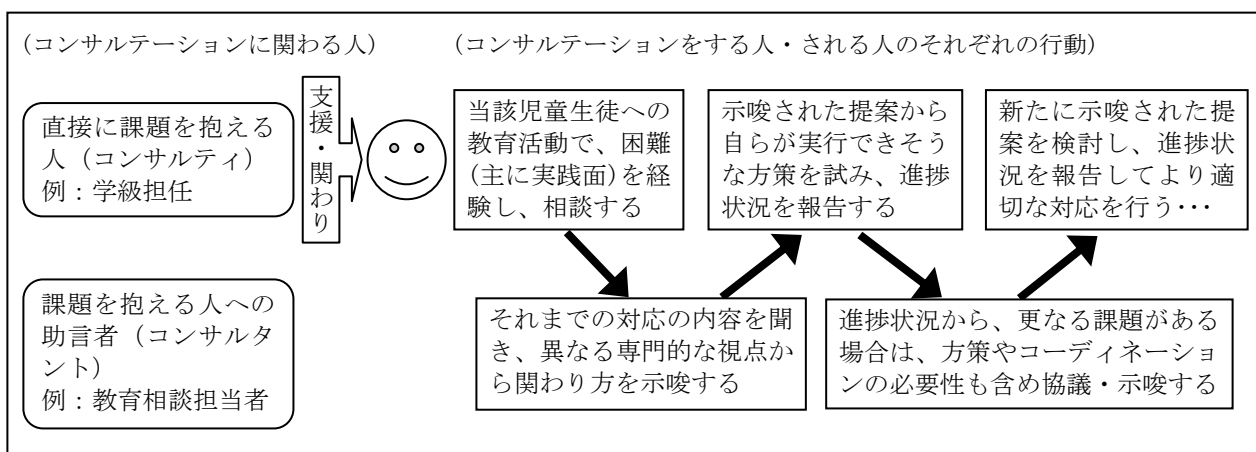 (コンサルテーションに関わる人)
(コンサルテーションをする人・される人のそれぞれの行動)
直接に課題を抱える
人(コンサルティ)
例:学級担任
支援・関わり
当該児童生徒への
教育活動で、困難
(主に実践面)を経
験し、相談する
示唆された提案から
自らが実行できそう
な方策を試み、進捗
状況を報告する
新たに示唆された提
案を検討し、進捗状
況を報告してより適
切な対応を行う・・・
課題を抱える人への
助言者(コンサルタ
ント)
例:教育相談担当者
それまでの対応の内容を聞
き、異なる専門的な視点か
ら関わり方を示唆する
進捗状況から、更なる課題がある
場合は、方策やコーディネーショ
ンの必要性も含め協議・示唆する